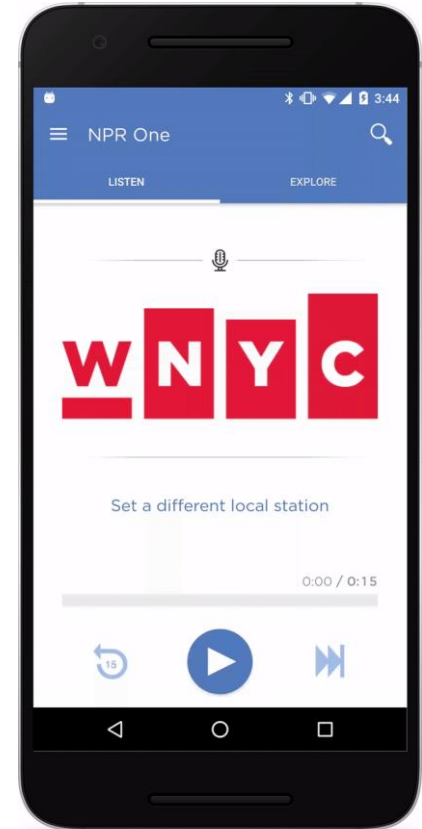 3:44
NPR One
LISTEN
EXPLORE
WNYC
Set a different local station
0:00 / 0:15
15